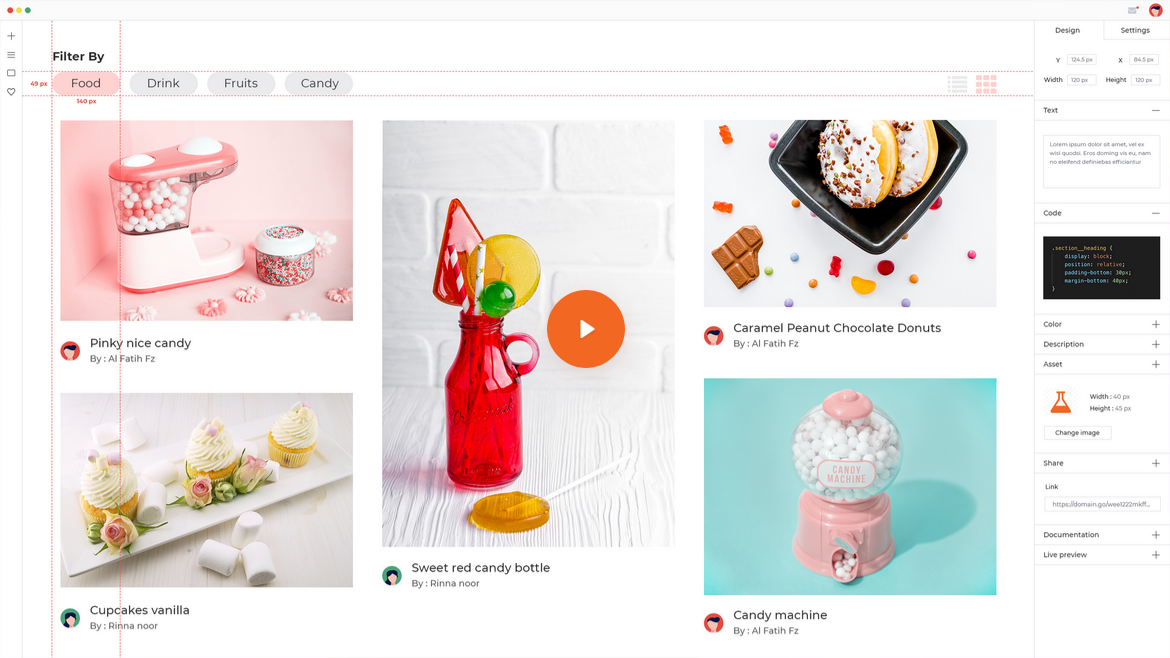 Filter By
49 px
Food
Drink
Fruits
Candy
140 px
Pinky nice candy
By : Al Fatih Fz
Cupcakes vanilla
By : Rinna noor
Sweet red candy bottle
By : Rinna noor
Caramel Peanut Chocolate Donuts
By : Al Fatih Fz
CANDY
MACHINE
Candy machine
By : Al Fatih Fz
Design
Settings
Y 124.5 px
X 84.5 px
Width 120 px
Height 120 px
Text
Lorem ipsum dolor sit amet, vel ex
wisi quodsi. Eros doming vis eu, nam
no eleifend definiebas efficiantur
Code
.section__heading {
display: block;
position: relative;
padding-bottom: 30px;
margin-bottom: 40px;
}
Color
Description
Asset
Width : 40 px
Height : 45 px
Change image
Share
Link
https://domain.go/wee1222mkff...
Documentation
Live preview